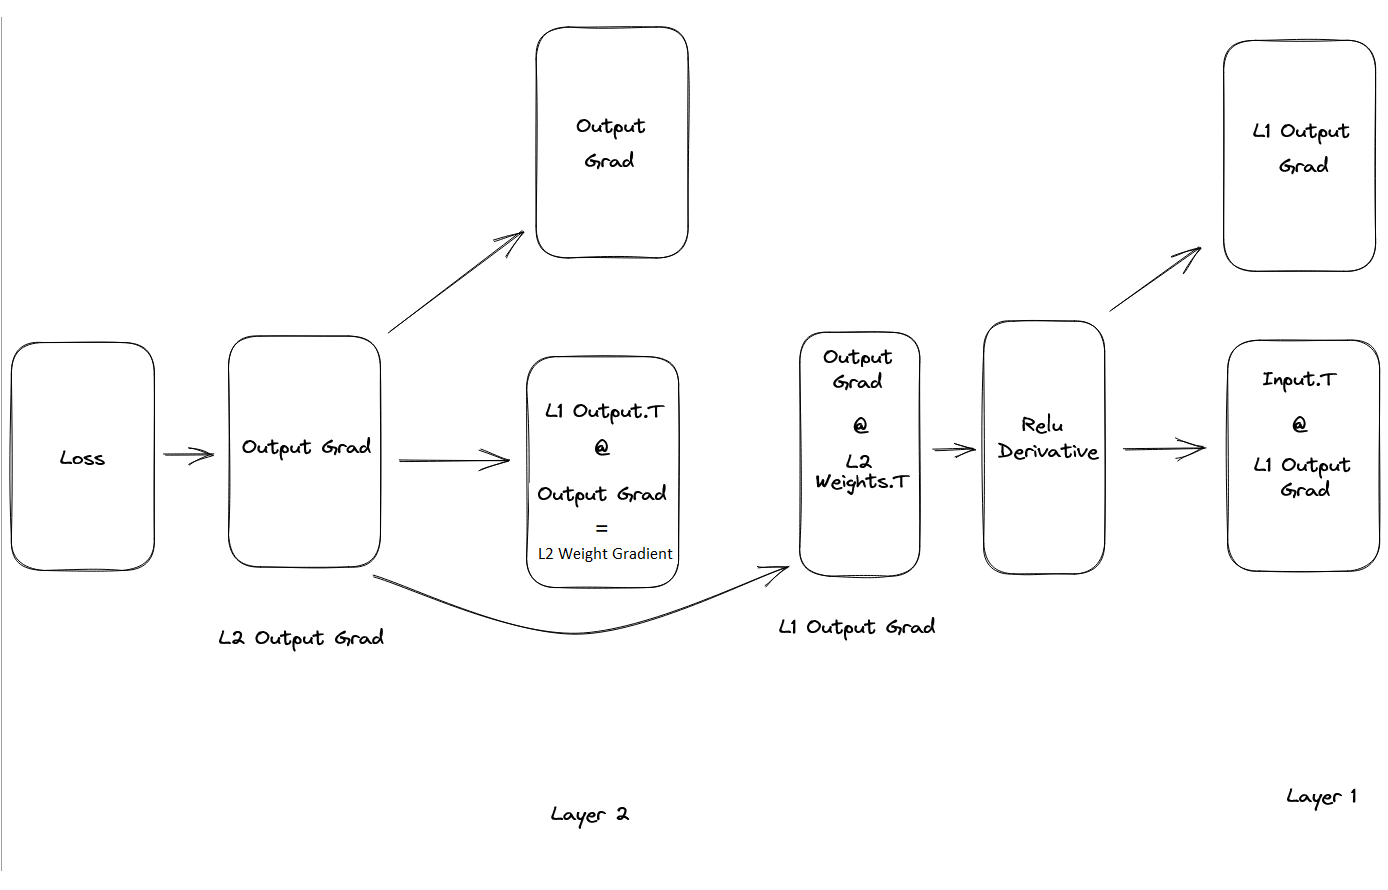 Output
Grad
L1 Output
Grad
Loss
Output Grad
L1 Output.T
@
Output Grad
=
L2 Weight Gradient
Output
Grad
@
L2
Weights.T
Relu
Derivative
Input.T
@
L1 Output
Grad
L2 Output Grad
L1 Output Grad
Layer 2
Layer 1